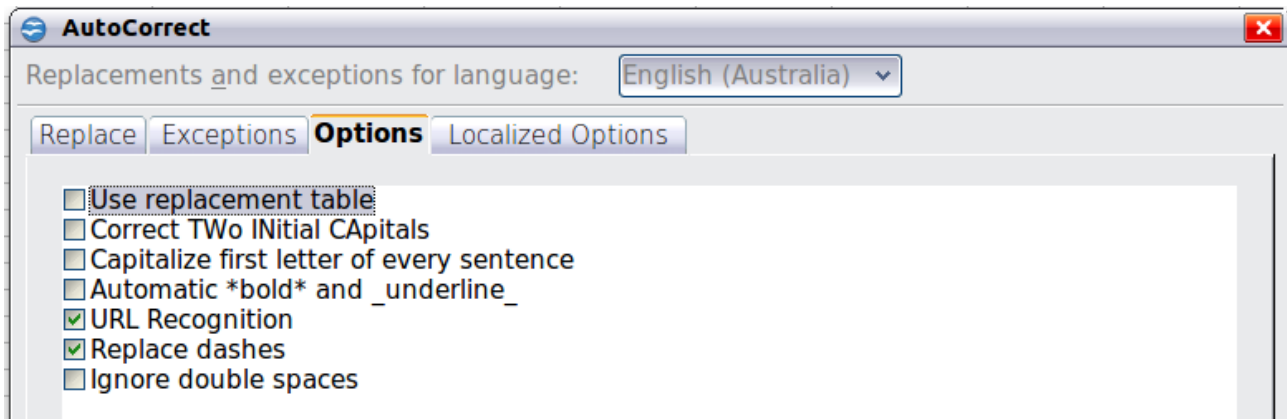 AutoCorrect
Replacements and exceptions for language: English (Australia)
Replace Exceptions Options Localized Options
Use replacement table
Correct TWo INitial CApitals
Capitalize first letter of every sentence
Automatic *bold* and _underline_
URL Recognition
Replace dashes
Ignore double spaces